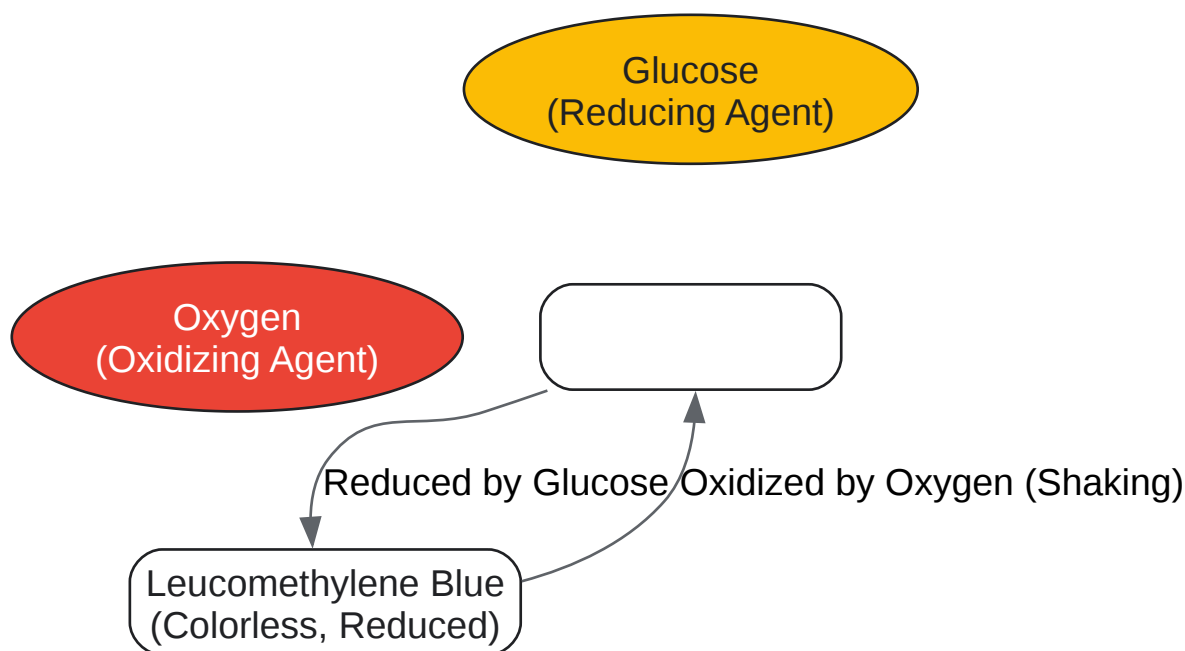 Glucose
(Reducing Agent)
Oxygen
(Oxidizing Agent)
Reduced by Glucose
Oxidized by Oxygen (Shaking)
Leucomethylene Blue
(Colorless, Reduced)